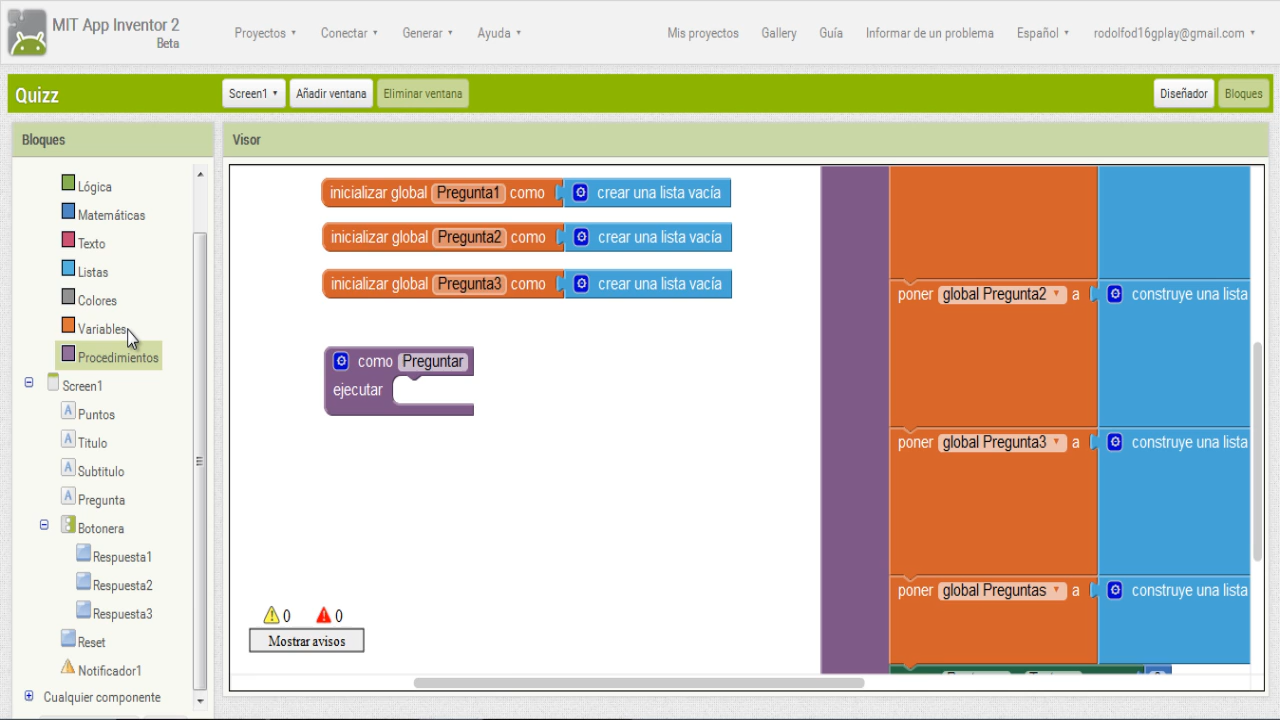 MIT App Inventor 2
Beta
Proyectos Conectar Generar Ayuda Mis proyectos Gallery Guía Informar de un problema Español rodolfod16gplay@gmail.com
Quizz Screen1 Añadir ventana Eliminar ventana Diseñador Bloques
Bloques
Lógica
Matemáticas
Texto
Listas
Colores
Variables
Procedimientos
Screen1
Puntos
Titulo
Subtitulo
Pregunta
Botonera
Respuesta1
Respuesta2
Respuesta3
Reset
Notificador1
Cualquier componente
Visor
inicializar global Pregunta1 como crear una lista vacía
inicializar global Pregunta2 como crear una lista vacía
inicializar global Pregunta3 como crear una lista vacía
como Preguntar
ejecutar
0 0
Mostrar avisos
poner global Pregunta2 a construye una lista
poner global Pregunta3 a construye una lista
poner global Preguntas a construye una lista